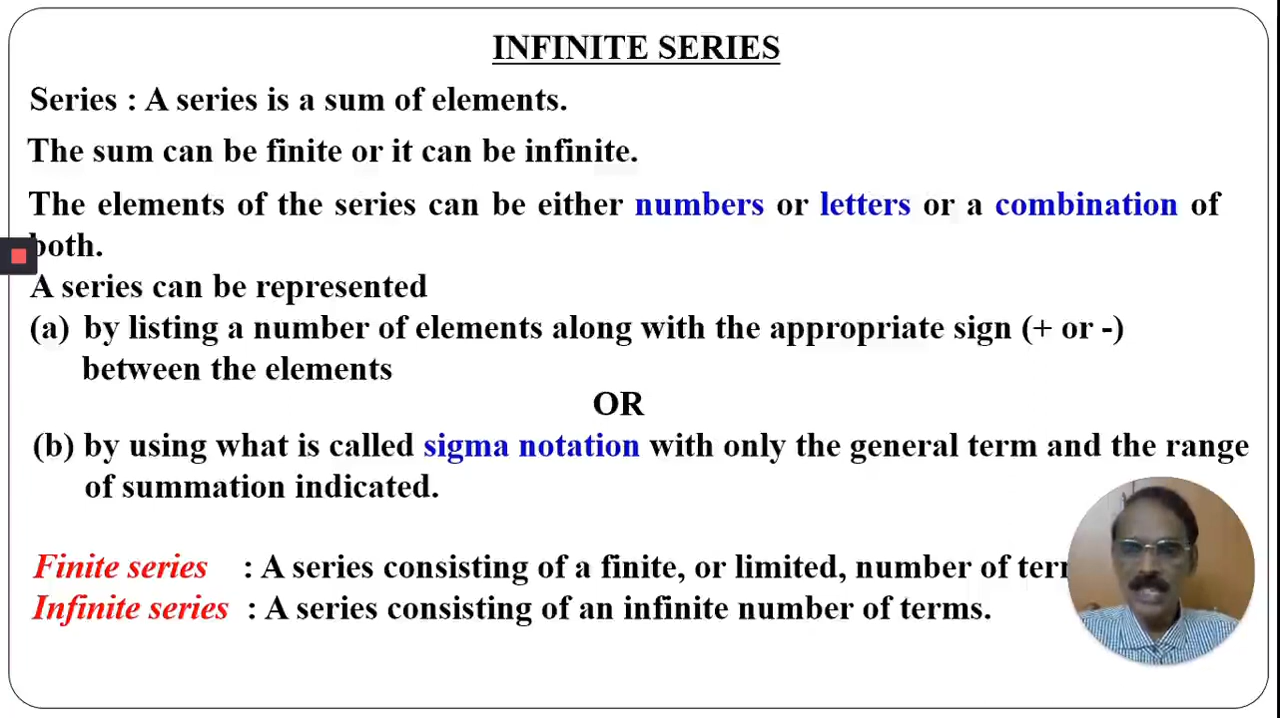 INFINITE SERIES
Series : A series is a sum of elements.
The sum can be finite or it can be infinite.
The elements of the series can be either numbers or letters or a combination of
both.
A series can be represented
(a) by listing a number of elements along with the appropriate sign (+ or -)
between the elements
OR
(b) by using what is called sigma notation with only the general term and the range
of summation indicated.
Finite series : A series consisting of a finite, or limited, number of
Infinite series : A series consisting of an infinite number of terms.